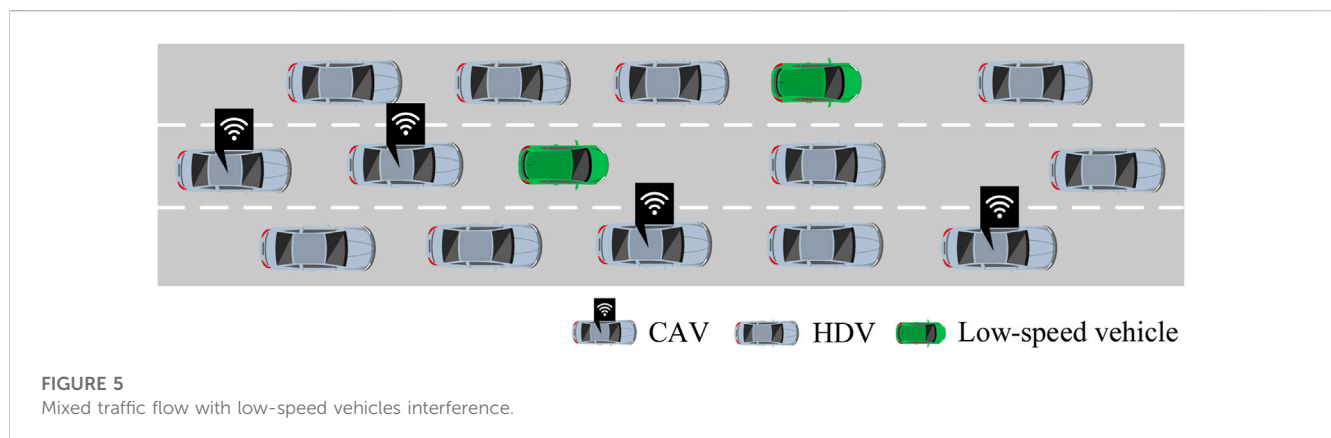 CAV HDV Low-speed vehicle
FIGURE 5
Mixed traffic flow with low-speed vehicles interference.